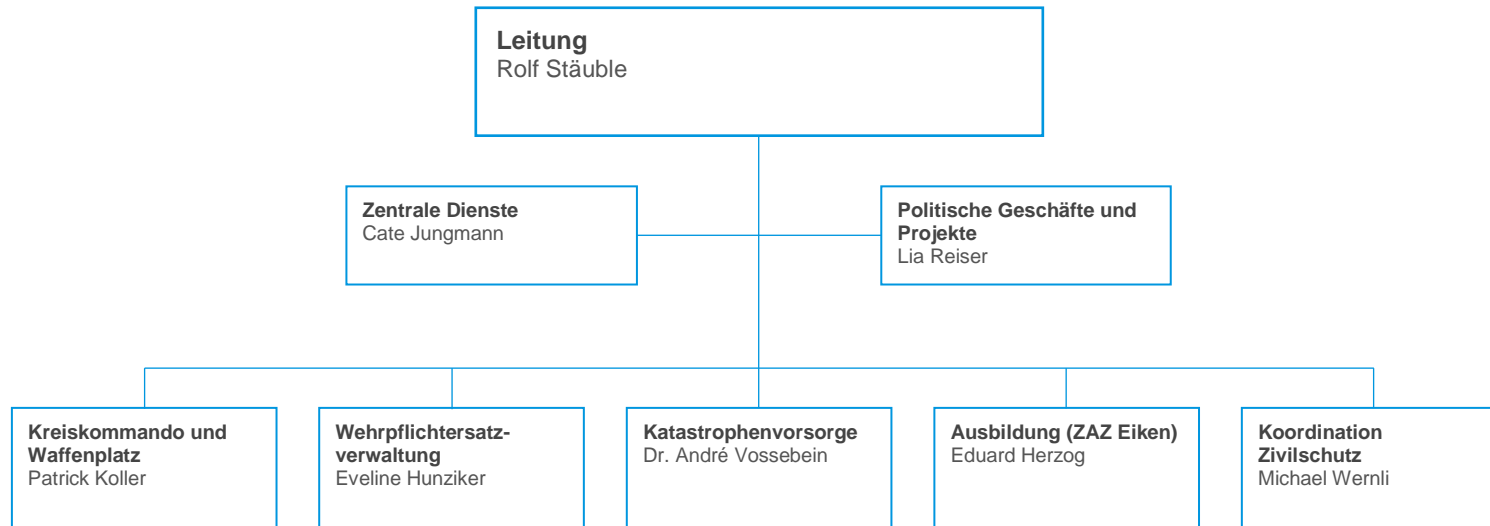 Leitung
Rolf Stäuble
Zentrale Dienste
Cate Jungmann
Politische Geschäfte und
Projekte
Lia Reiser
Kreiskommando und
Waffenplatz
Patrick Koller
Wehrpflichtersatz-
verwaltung
Eveline Hunziker
Katastrophenvorsorge
Dr. André Vossebein
Ausbildung (ZAZ Eiken)
Eduard Herzog
Koordination
Zivilschutz
Michael Wernli